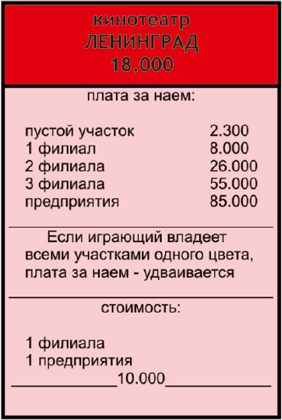 кинотеатр
ЛЕНИНГРАД
18.000
плата за наем:
пустой участок 2.300
1 филиал 8.000
2 филиала 26.000
3 филиала 55.000
предприятия 85.000
Если играющий владеет
всеми участками одного цвета,
плата за наем - удваивается
стоимость:
1 филиала
1 предприятия
10.000